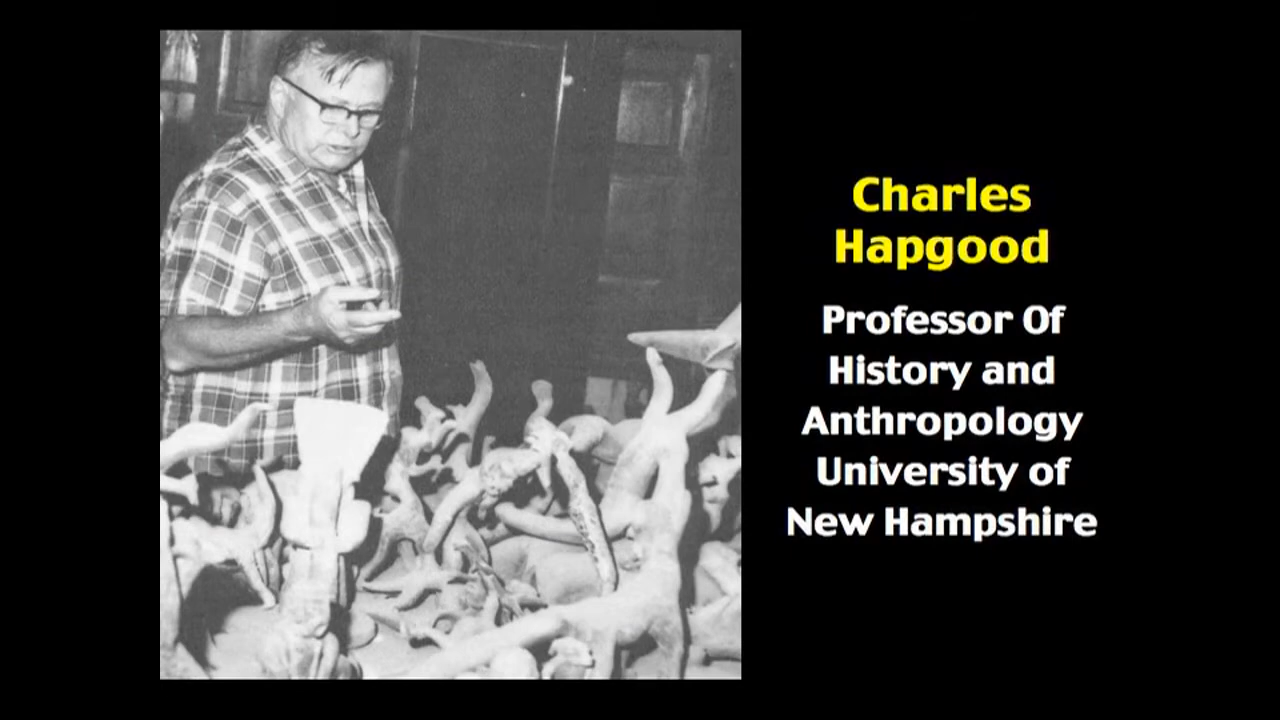 Charles
Hapgood
Professor Of
History and
Anthropology
University of
New Hampshire